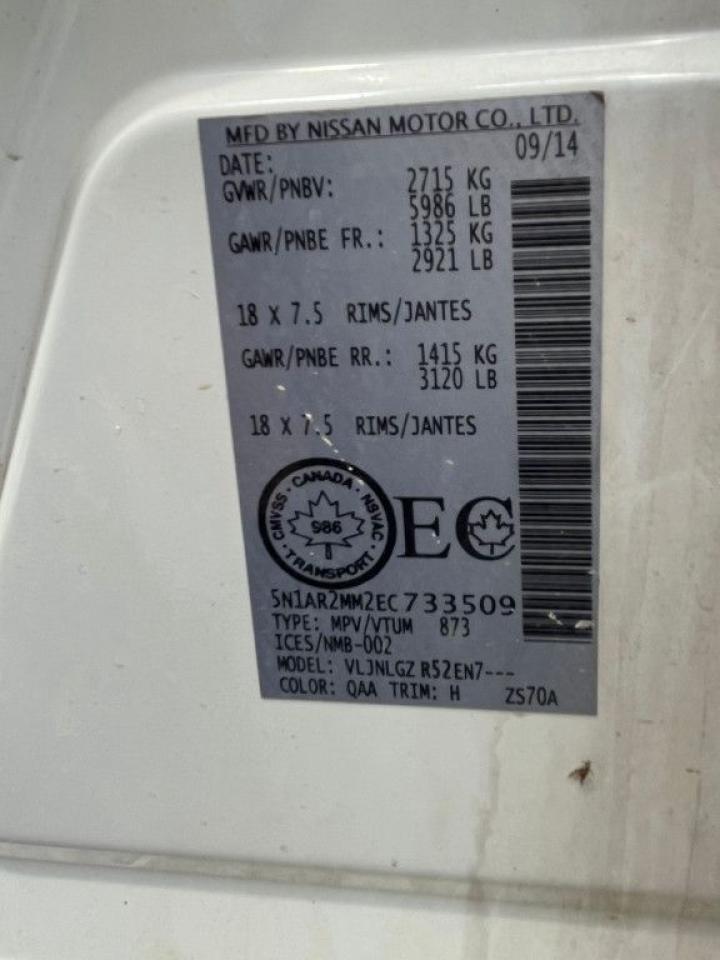 MFD BY NISSAN MOTOR CO., LTD.
DATE: 09/14
GVWR/PNBV: 2715 KG
5986 LB
GAWR/PNBE FR.: 1325 KG
2921 LB
18 X 7.5 RIMS/JANTES
GAWR/PNBE RR.: 1415 KG
3120 LB
18 X 7.5 RIMS/JANTES
CMVSS · CANADA · NSVAC
986
· TRANSPORT ·
EC
5N1AR2MM2EC733509
TYPE: MPV/VTUM 873
ICES/NMB-002
MODEL: VLJNLGZ R52EN7---
COLOR: QAA TRIM: H ZS70A